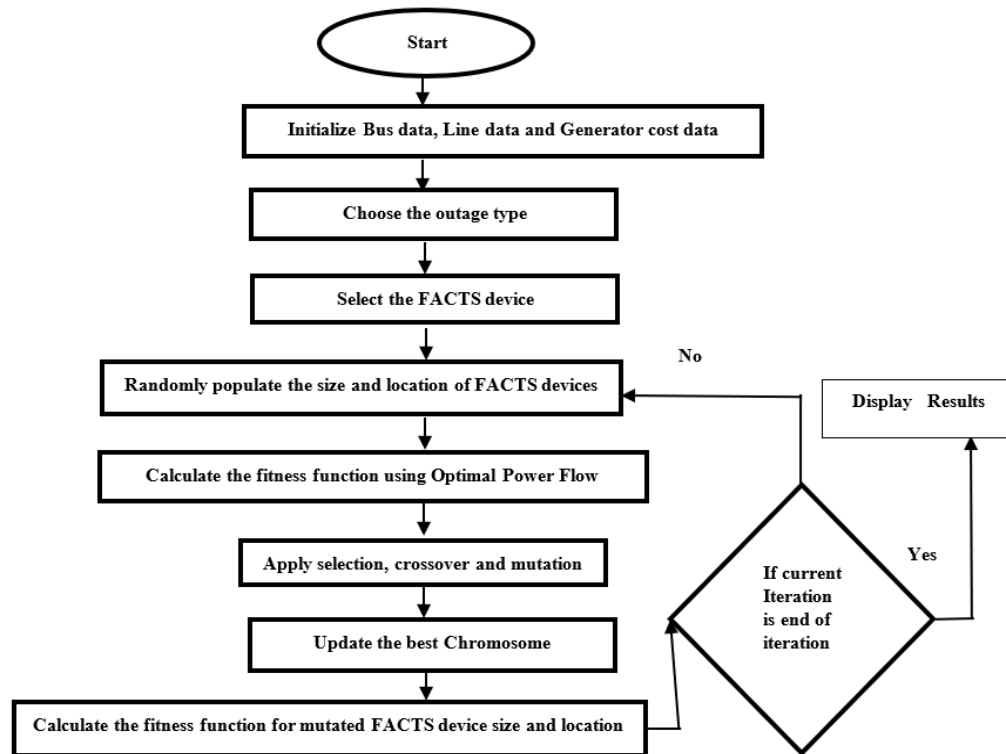 Start
Initialize Bus data, Line data and Generator cost data
Choose the outage type
Select the FACTS device
No
Randomly populate the size and location of FACTS devices
Display Results
Calculate the fitness function using Optimal Power Flow
Apply selection, crossover and mutation
Yes
If current
Iteration
is end of
iteration
Update the best Chromosome
Calculate the fitness function for mutated FACTS device size and location